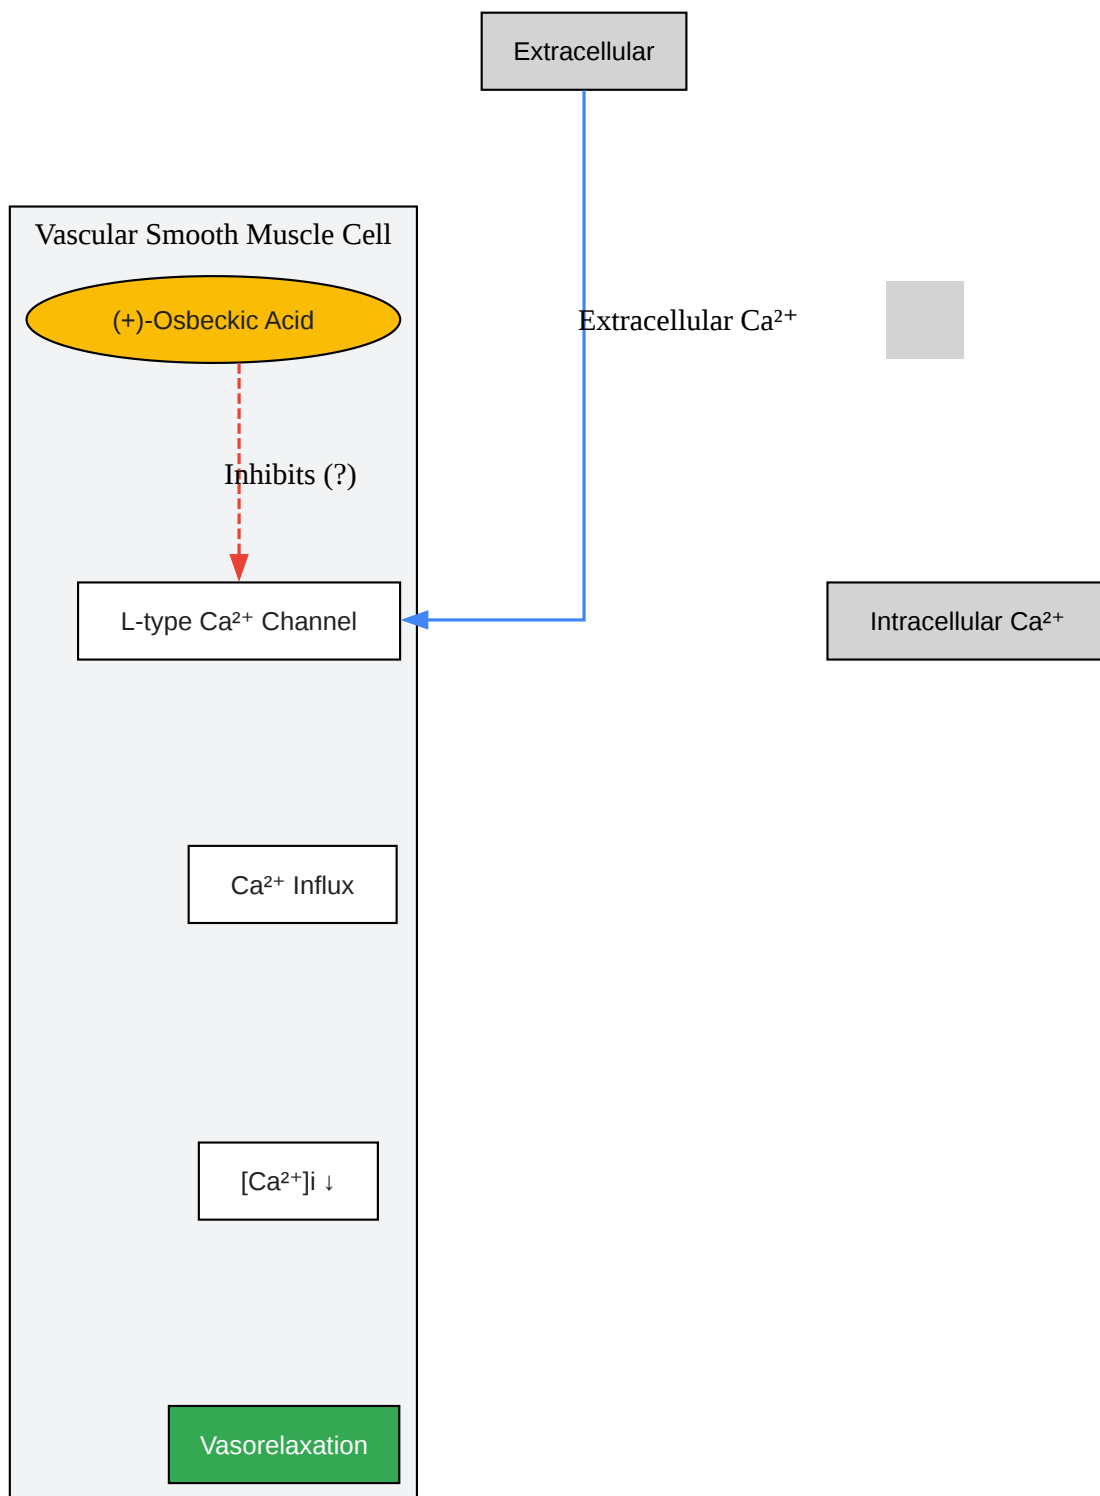 Extracellular
Vascular Smooth Muscle Cell
(+)-Osbeckic Acid
Extracellular Ca²⁺
Inhibits (?)
L-type Ca²⁺ Channel
Intracellular Ca²⁺
Ca²⁺ Influx
[Ca²⁺]i ↓
Vasorelaxation